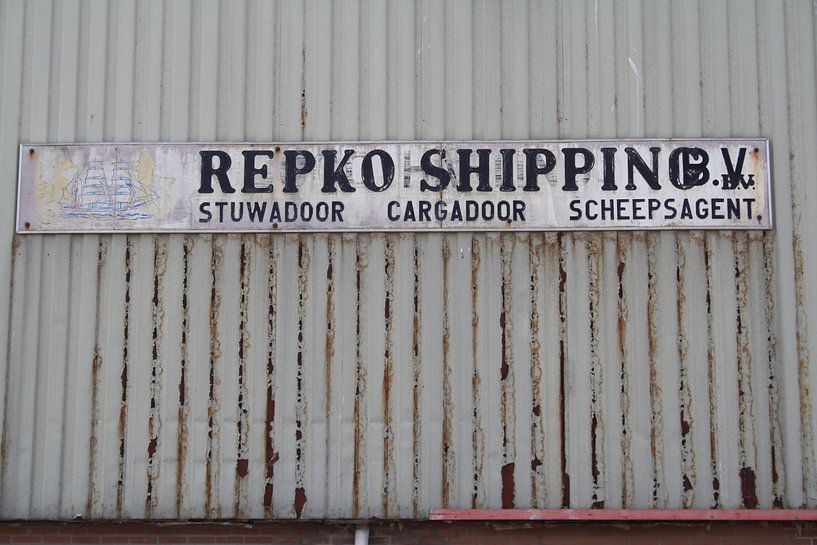 REPKO SHIPPING B.V.
STUWADOOR CARGADOOR SCHEEPSAGENT